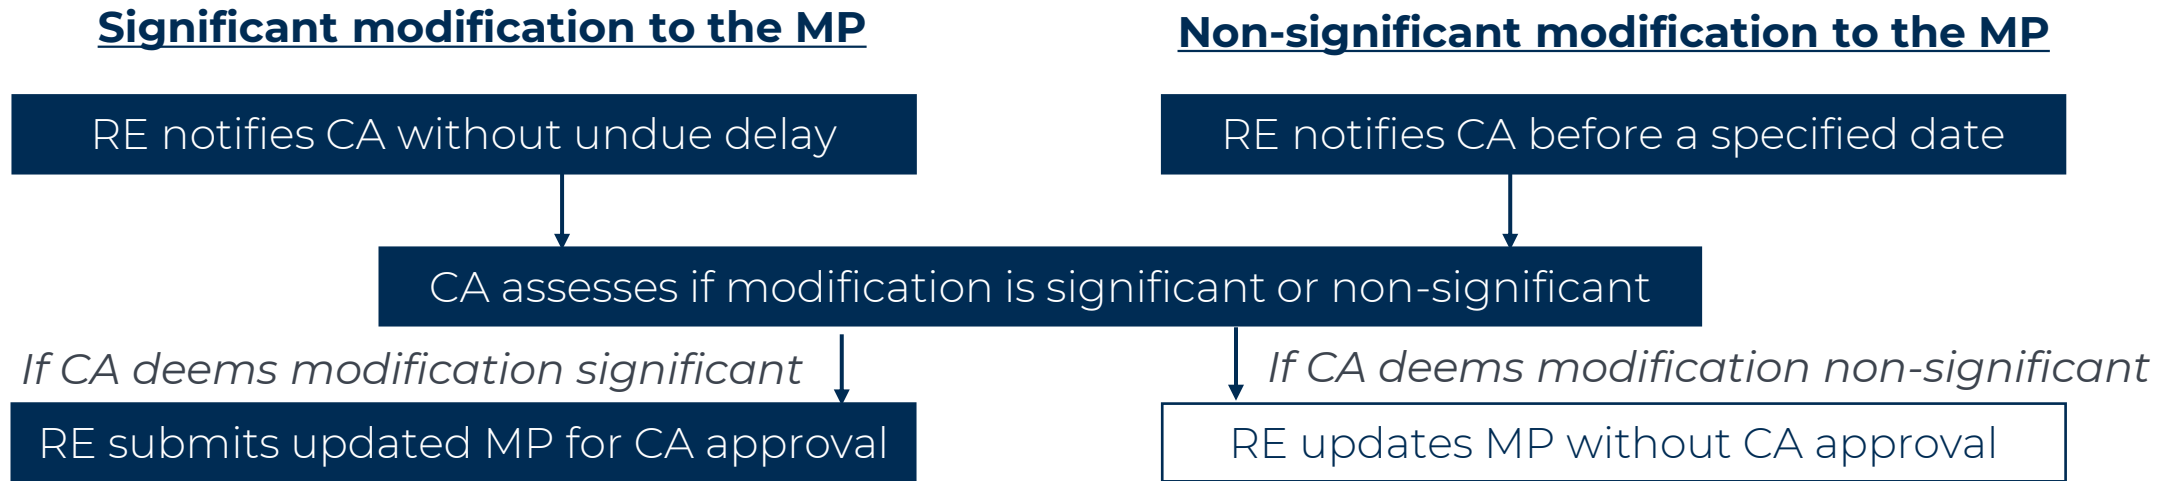 Significant modification to the MP
Non-significant modification to the MP
RE notifies CA without undue delay
RE notifies CA before a specified date
CA assesses if modification is significant or non-significant
If CA deems modification significant
If CA deems modification non-significant
RE submits updated MP for CA approval
RE updates MP without CA approval